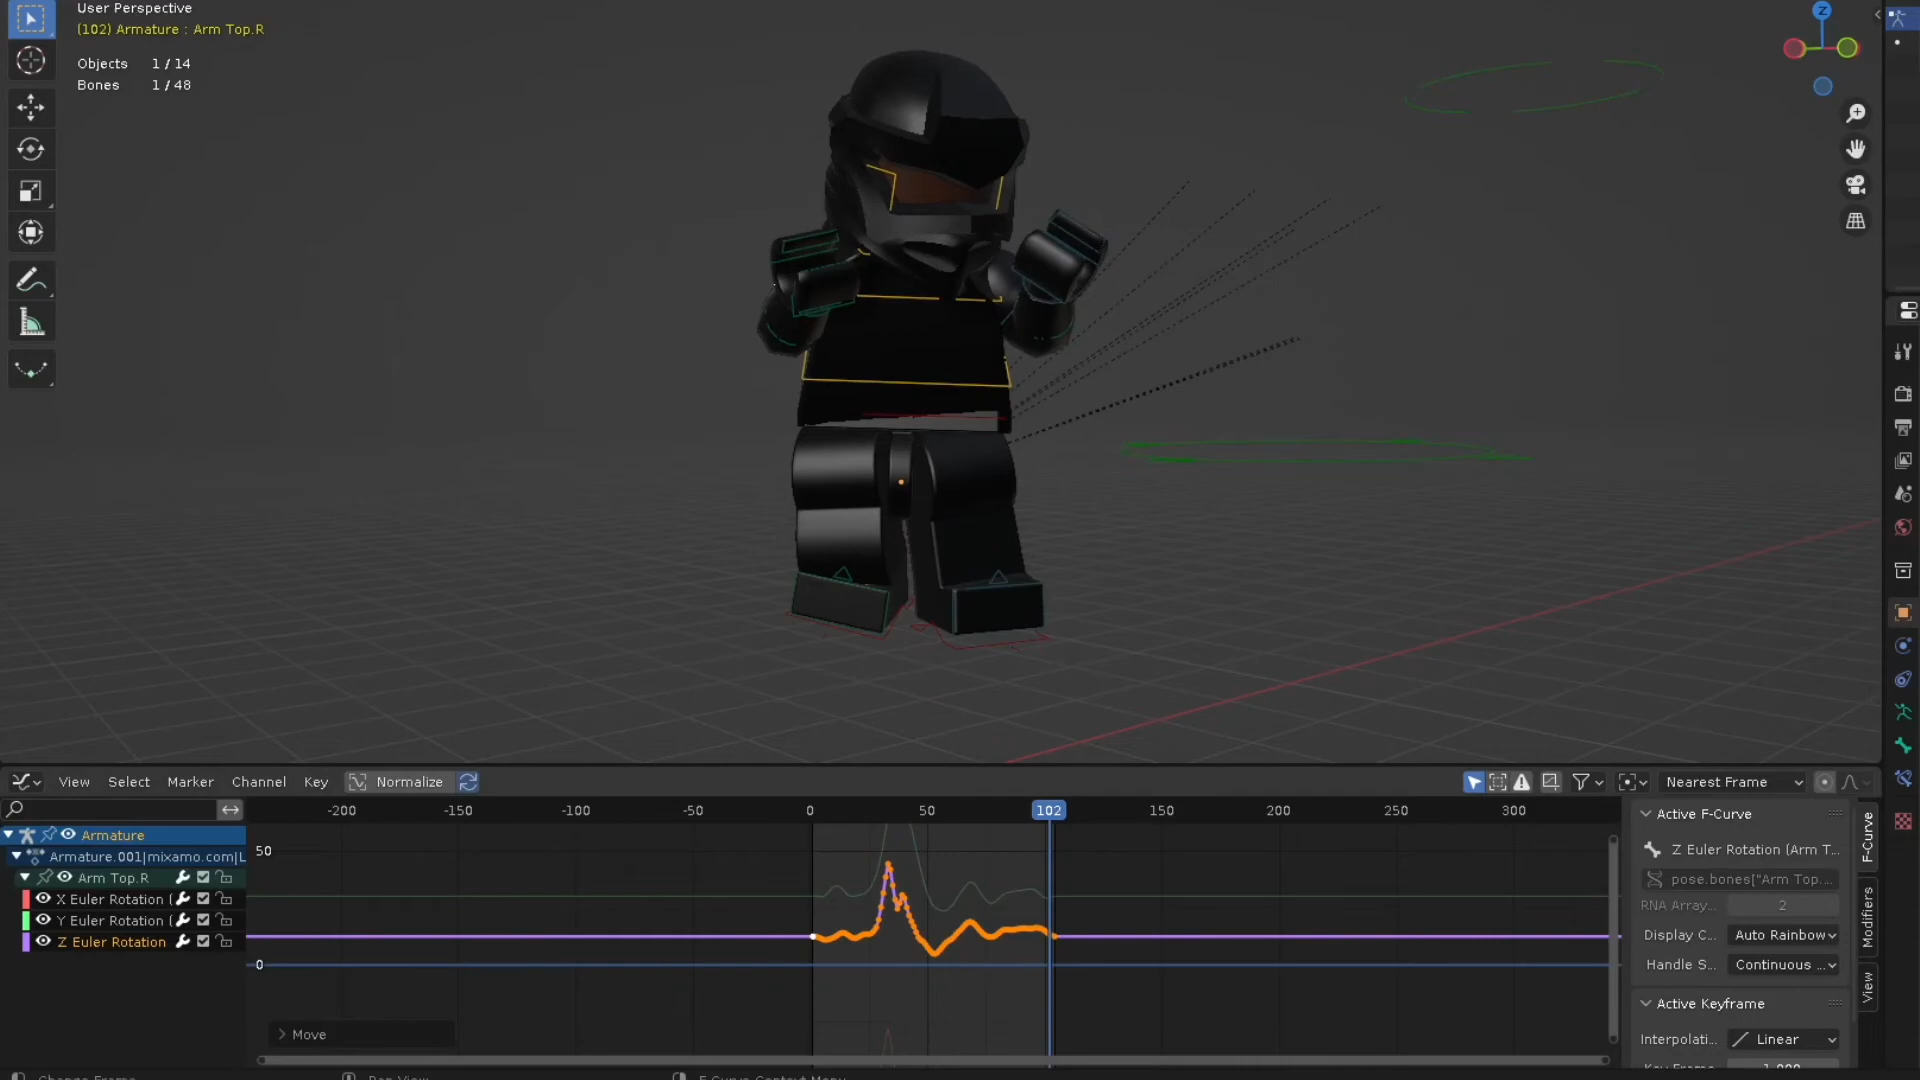 User Perspective
(102) Armature : Arm Top.R
Objects 1 / 14
Bones 1 / 48
Z
View Select Marker Channel Key Normalize Nearest Frame
-200 -150 -100 -50 0 50 102 150 200 250 300
Armature
Armature.001|mixamo.com|L
Arm Top.R
X Euler Rotation (
Y Euler Rotation (
Z Euler Rotation
50
0
Move
Active F-Curve
Z Euler Rotation (Arm T...
pose.bones["Arm Top....
RNA Array... 2
Display C... Auto Rainbow
Handle S... Continuous ...
Active Keyframe
Interpolati... Linear
F-Curve
Modifiers
View